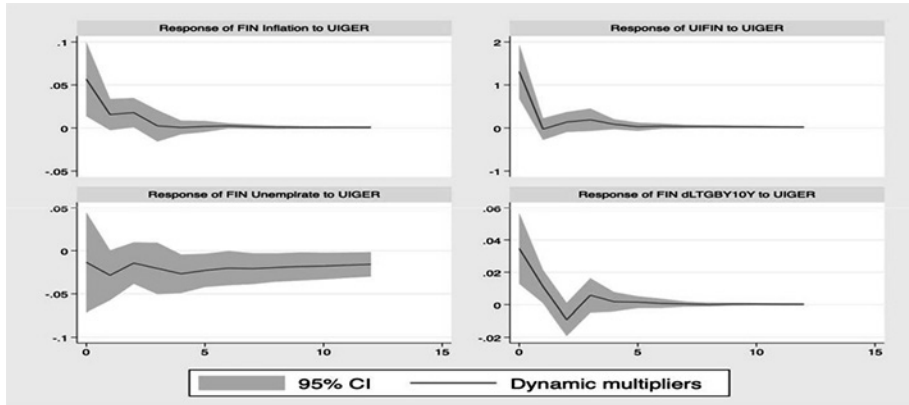 Response of FIN Inflation to UIGER
.1
.05
0
-.05
Response of UIFIN to UIGER
2
1
0
-1
Response of FIN Unemplrate to UIGER
.05
0
-.05
-.1
0 5 10 15
Response of FIN dLTGBY10Y to UIGER
.06
.04
.02
0
-.02
0 5 10 15
95% CI Dynamic multipliers